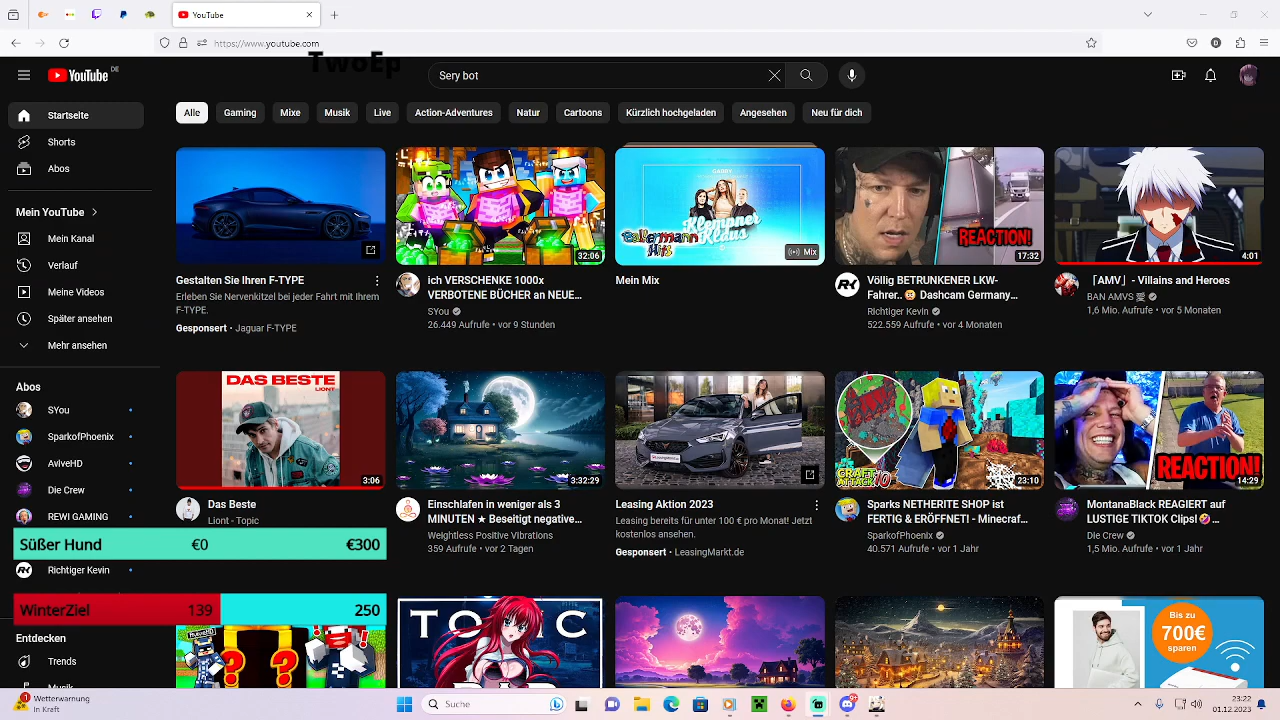 YouTube
https://www.youtube.com
TwoEp
YouTube DE
Sery bot
Alle
Gaming
Mixe
Musik
Live
Action-Adventures
Natur
Cartoons
Kürzlich hochgeladen
Angesehen
Neu für dich
Startseite
Shorts
Abos
Mein YouTube
Mein Kanal
Verlauf
Meine Videos
Später ansehen
Mehr ansehen
Abos
SYou
SparkofPhoenix
AviveHD
Die Crew
REWI GAMING
Süßer Hund €0 €300
Richtiger Kevin
WinterZiel 139 250
Entdecken
Trends
Musik
Gestalten Sie Ihren F-TYPE
Erleben Sie Nervenkitzel bei jeder Fahrt mit Ihrem
F-TYPE.
Gesponsert • Jaguar F-TYPE
32:06
ich VERSCHENKE 1000x
VERBOTENE BÜCHER an NEUE...
SYou
26.449 Aufrufe • vor 9 Stunden
GABBY
Klempner
Klaus
Ballermann
Hits
Mix
Mein Mix
REACTION!
17:32
RK
Völlig BETRUNKENER LKW-
Fahrer.. Dashcam Germany...
Richtiger Kevin
522.559 Aufrufe • vor 4 Monaten
4:01
「AMV」 - Villains and Heroes
BAN AMVS 愛
1,6 Mio. Aufrufe • vor 5 Monaten
DAS BESTE
LIONT
3:06
Das Beste
Liont - Topic
3:32:29
Einschlafen in weniger als 3
MINUTEN ★ Beseitigt negative...
Weightless Positive Vibrations
359 Aufrufe • vor 2 Tagen
Leasing Aktion 2023
Leasing bereits für unter 100 € pro Monat! Jetzt
kostenlos ansehen.
Gesponsert • LeasingMarkt.de
CRAFT
ATTACK 10
23:10
Sparks NETHERITE SHOP ist
FERTIG & ERÖFFNET! - Minecraf...
SparkofPhoenix
40.571 Aufrufe • vor 1 Jahr
REACTION!
14:29
MontanaBlack REAGIERT auf
LUSTIGE TIKTOK Clips! ...
Die Crew
1,5 Mio. Aufrufe • vor 1 Jahr
TOXIC
Bis zu
700€
sparen
Wetterwarnung
In Kraft
Suche
23:22
01.12.2023